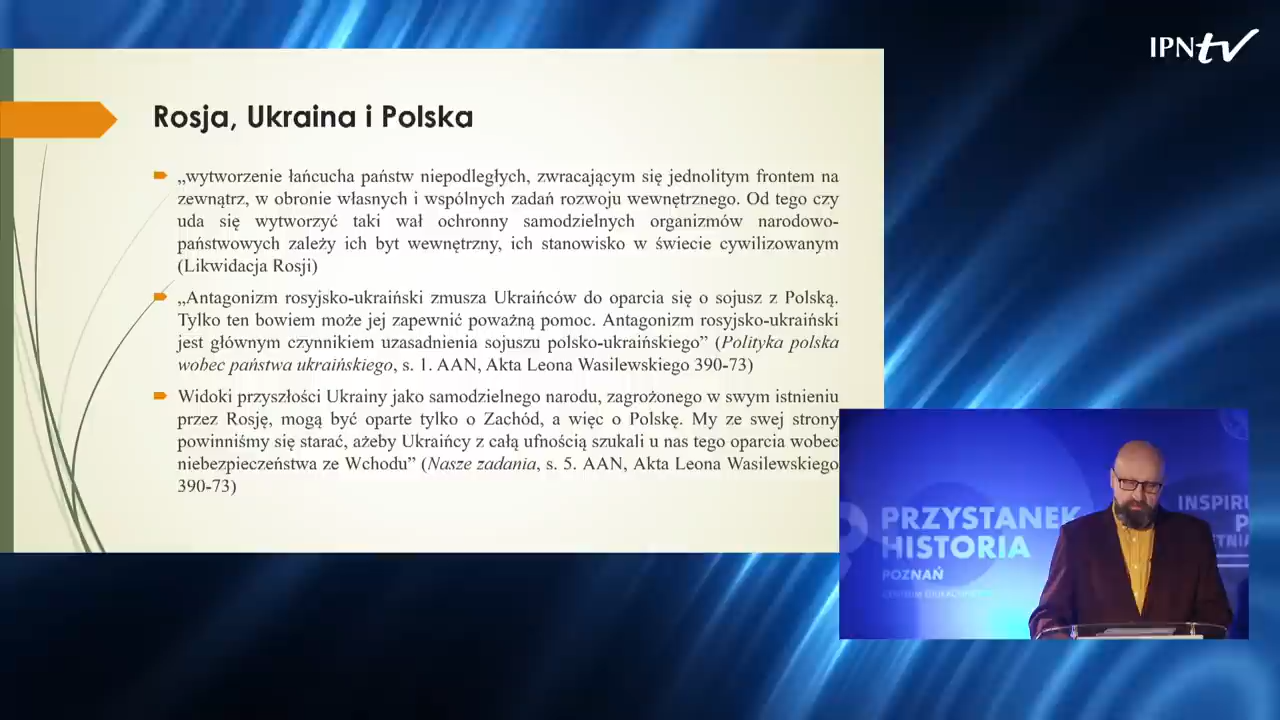 IPNtv
Rosja, Ukraina i Polska
„wytworzenie łańcucha państw niepodległych, zwracającym się jednolitym frontem na
zewnątrz, w obronie własnych i wspólnych zadań rozwoju wewnętrznego. Od tego czy
uda się wytworzyć taki wał ochronny samodzielnych organizmów narodowo-
państwowych zależy ich byt wewnętrzny, ich stanowisko w świecie cywilizowanym
(Likwidacja Rosji)
„Antagonizm rosyjsko-ukraiński zmusza Ukraińców do oparcia się o sojusz z Polską.
Tylko ten bowiem może jej zapewnić poważną pomoc. Antagonizm rosyjsko-ukraiński
jest głównym czynnikiem uzasadnienia sojuszu polsko-ukraińskiego” (Polityka polska
wobec państwa ukraińskiego, s. 1. AAN, Akta Leona Wasilewskiego 390-73)
Widoki przyszłości Ukrainy jako samodzielnego narodu, zagrożonego w swym istnieniu
przez Rosję, mogą być oparte tylko o Zachód, a więc o Polskę. My ze swej strony
powinniśmy się starać, ażeby Ukraińcy z całą ufnością szukali u nas tego oparcia wobec
niebezpieczeństwa ze Wschodu” (Nasze zadania, s. 5. AAN, Akta Leona Wasilewskiego
390-73)
PRZYSTANEK
HISTORIA
POZNAŃ
INSPIRU
P